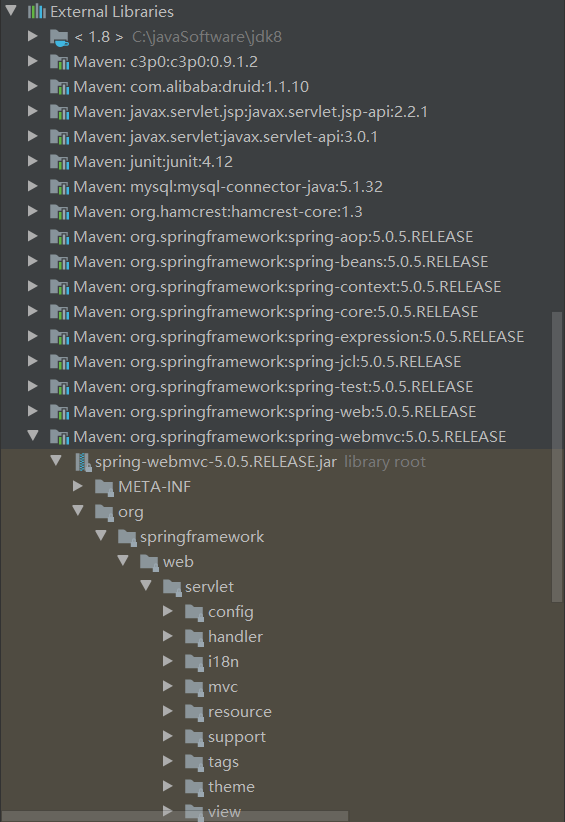 External Libraries
< 1.8 > C:\javaSoftware\jdk8
Maven: c3p0:c3p0:0.9.1.2
Maven: com.alibaba:druid:1.1.10
Maven: javax.servlet.jsp:javax.servlet.jsp-api:2.2.1
Maven: javax.servlet:javax.servlet-api:3.0.1
Maven: junit:junit:4.12
Maven: mysql:mysql-connector-java:5.1.32
Maven: org.hamcrest:hamcrest-core:1.3
Maven: org.springframework:spring-aop:5.0.5.RELEASE
Maven: org.springframework:spring-beans:5.0.5.RELEASE
Maven: org.springframework:spring-context:5.0.5.RELEASE
Maven: org.springframework:spring-core:5.0.5.RELEASE
Maven: org.springframework:spring-expression:5.0.5.RELEASE
Maven: org.springframework:spring-jcl:5.0.5.RELEASE
Maven: org.springframework:spring-test:5.0.5.RELEASE
Maven: org.springframework:spring-web:5.0.5.RELEASE
Maven: org.springframework:spring-webmvc:5.0.5.RELEASE
spring-webmvc-5.0.5.RELEASE.jar library root
META-INF
org
springframework
web
servlet
config
handler
i18n
mvc
resource
support
tags
theme
view